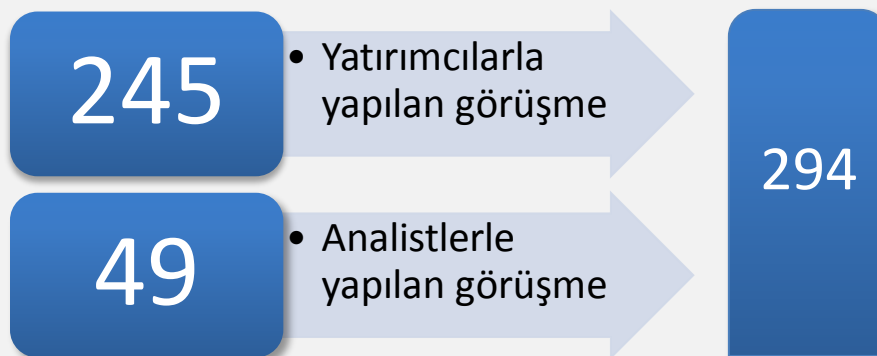 245
• Yatırımcılarla
yapılan görüşme
49
• Analistlerle
yapılan görüşme
294